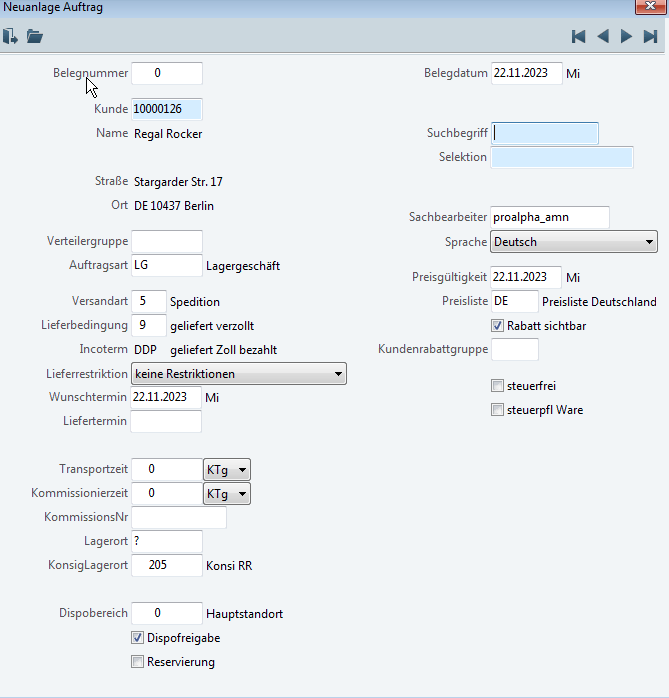 Neuanlage Auftrag
Belegnummer 0 Belegdatum 22.11.2023 Mi
Kunde 10000126
Name Regal Rocker Suchbegriff
Selektion
Straße Stargarder Str. 17
Ort DE 10437 Berlin
Sachbearbeiter proalpha_amn
Verteilergruppe Sprache Deutsch
Auftragsart LG Lagergeschäft
Preisgültigkeit 22.11.2023 Mi
Versandart 5 Spedition Preisliste DE Preisliste Deutschland
Lieferbedingung 9 geliefert verzollt Rabatt sichtbar
Incoterm DDP geliefert Zoll bezahlt Kundenrabattgruppe
Lieferrestriktion keine Restriktionen
steuerfrei
Wunschtermin 22.11.2023 Mi
steuerpfl Ware
Liefertermin
Transportzeit 0 KTg
Kommissionierzeit 0 KTg
KommissionsNr
Lagerort ?
KonsigLagerort 205 Konsi RR
Dispobereich 0 Hauptstandort
Dispofreigabe
Reservierung